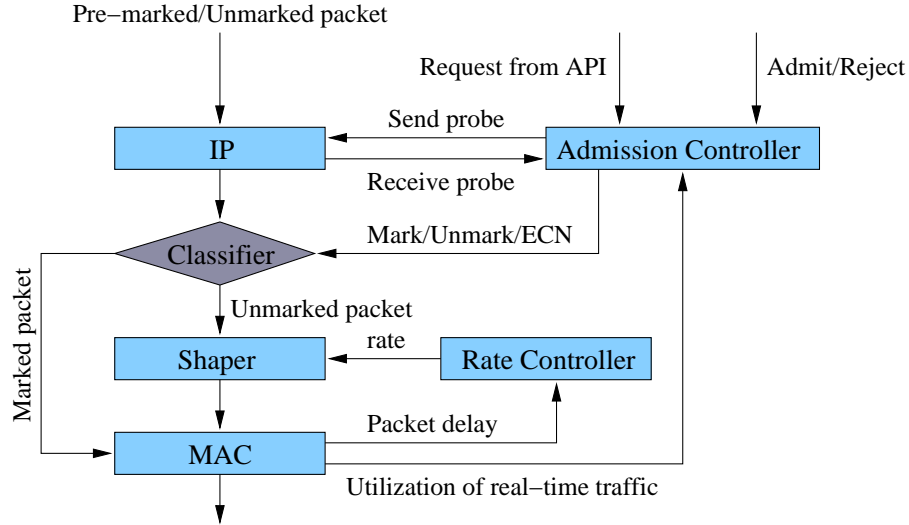 Pre−marked/Unmarked packet
Request from API
Admit/Reject
Send probe
IP
Admission Controller
Receive probe
Mark/Unmark/ECN
Classifier
Marked packet
Unmarked packet
rate
Shaper
Rate Controller
Packet delay
MAC
Utilization of real−time traffic